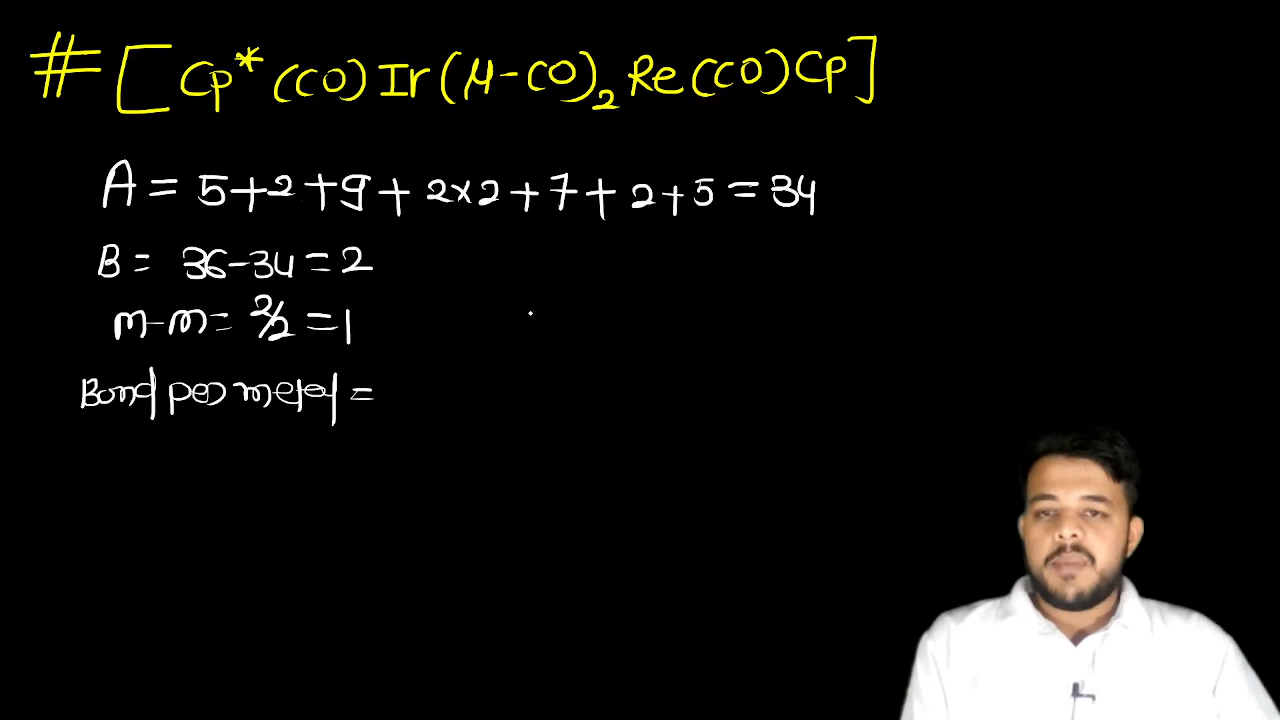 # [Cp*(CO)Ir(μ-CO)₂Re(CO)Cp]
A = 5+2+9+2×2+7+2+5=34
B = 36-34=2
m-m= 2/2 =1
Bond per metal =